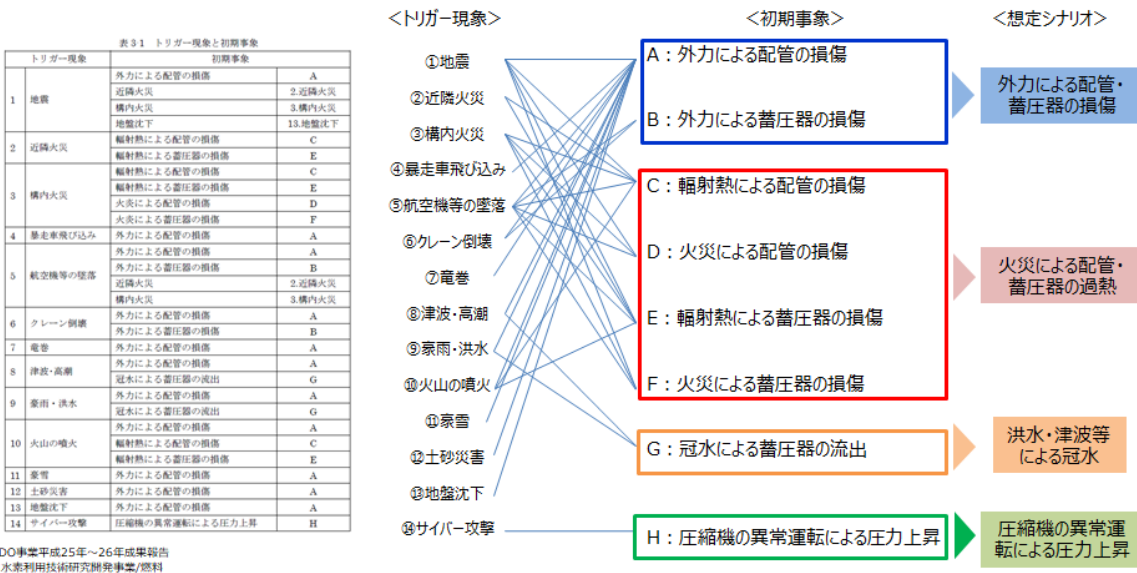 表 3-1 トリガー現象と初期事象
トリガー現象 初期事象
1 地震 外力による配管の損傷 A
近隣火災 2.近隣火災
構内火災 3.構内火災
地盤沈下 13.地盤沈下
2 近隣火災 輻射熱による配管の損傷 C
輻射熱による蓄圧器の損傷 E
3 構内火災 輻射熱による配管の損傷 C
輻射熱による蓄圧器の損傷 E
火炎による配管の損傷 D
火炎による蓄圧器の損傷 F
4 暴走車飛び込み 外力による配管の損傷 A
5 航空機等の墜落 外力による配管の損傷 A
外力による蓄圧器の損傷 B
近隣火災 2.近隣火災
構内火災 3.構内火災
6 クレーン倒壊 外力による配管の損傷 A
外力による蓄圧器の損傷 B
7 竜巻 外力による配管の損傷 A
8 津波・高潮 外力による配管の損傷 A
冠水による蓄圧器の流出 G
9 豪雨・洪水 外力による配管の損傷 A
冠水による蓄圧器の流出 G
10 火山の噴火 外力による配管の損傷 A
輻射熱による配管の損傷 C
輻射熱による蓄圧器の損傷 E
11 豪雪 外力による配管の損傷 A
12 土砂災害 外力による配管の損傷 A
13 地盤沈下 外力による配管の損傷 A
14 サイバー攻撃 圧縮機の異常運転による圧力上昇 H
DO事業平成25年～26年成果報告
水素利用技術研究開発事業/燃料
＜トリガー現象＞
①地震
②近隣火災
③構内火災
④暴走車飛び込み
⑤航空機等の墜落
⑥クレーン倒壊
⑦竜巻
⑧津波・高潮
⑨豪雨・洪水
⑩火山の噴火
⑪豪雪
⑫土砂災害
⑬地盤沈下
⑭サイバー攻撃
＜初期事象＞
A：外力による配管の損傷
B：外力による蓄圧器の損傷
C：輻射熱による配管の損傷
D：火災による配管の損傷
E：輻射熱による蓄圧器の損傷
F：火災による蓄圧器の損傷
G：冠水による蓄圧器の流出
H：圧縮機の異常運転による圧力上昇
＜想定シナリオ＞
外力による配管・
蓄圧器の損傷
火災による配管・
蓄圧器の過熱
洪水・津波等
による冠水
圧縮機の異常運
転による圧力上昇